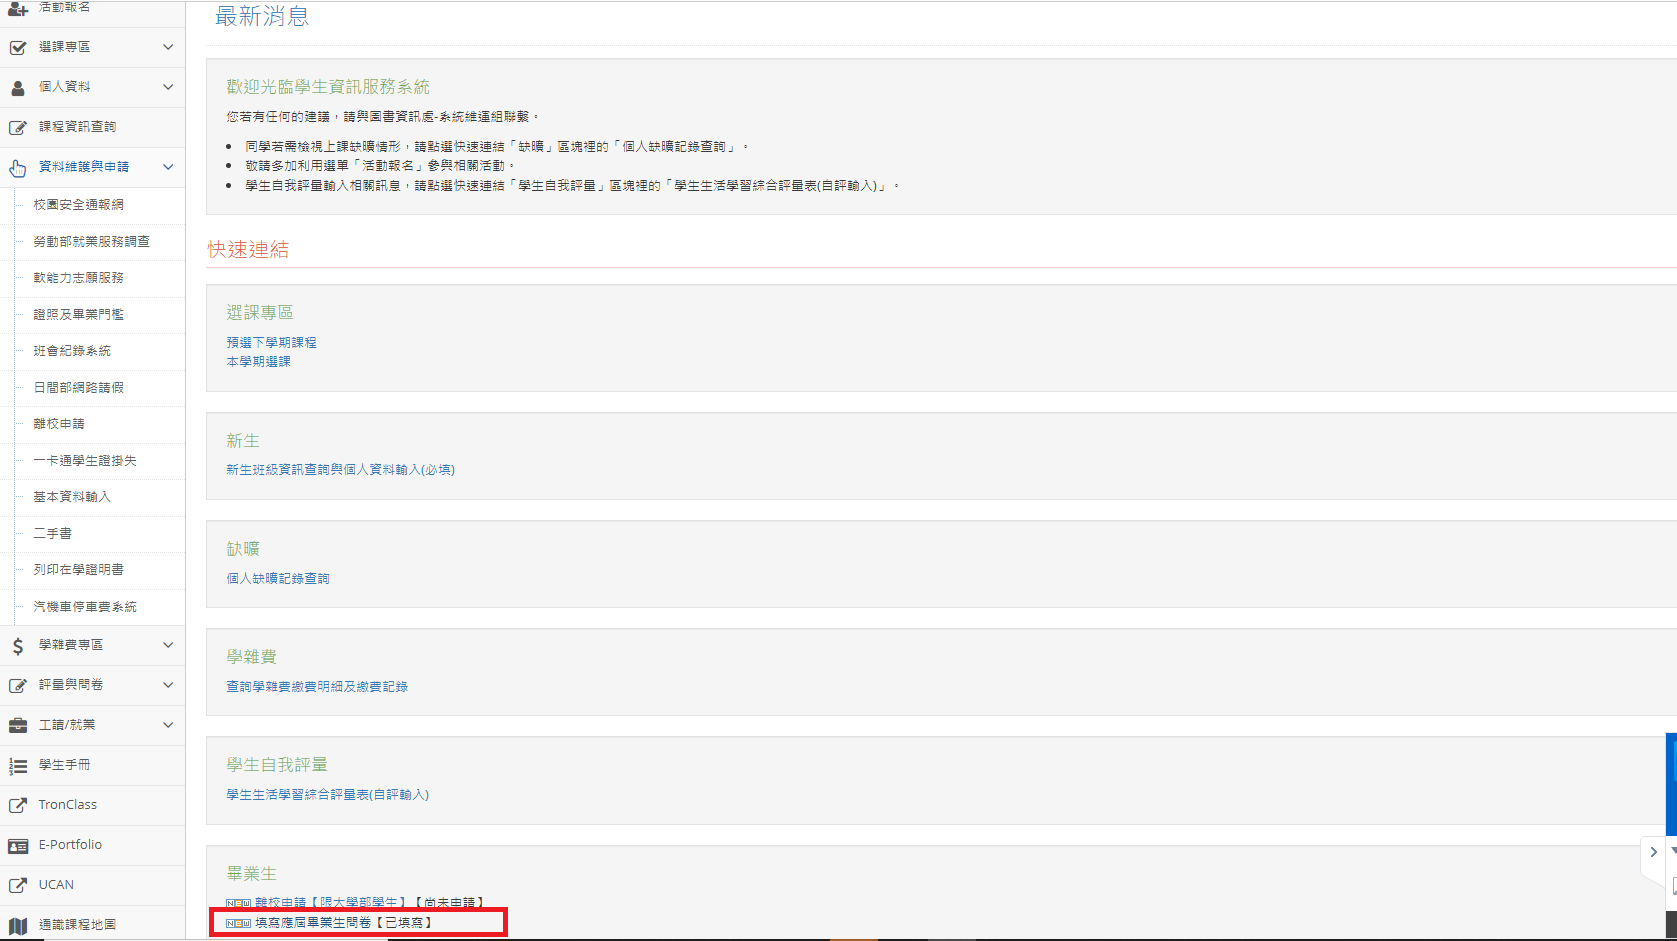 活動報名
選課專區
個人資料
課程資訊查詢
資料維護與申請
校園安全通報網
勞動部就業服務調查
軟能力志願服務
證照及畢業門檻
班會紀錄系統
日間部網路請假
離校申請
一卡通學生證掛失
基本資料輸入
二手書
列印在學證明書
汽機車停車費系統
學雜費專區
評量與問卷
工讀/就業
學生手冊
TronClass
E-Portfolio
UCAN
通識課程地圖
最新消息
歡迎光臨學生資訊服務系統
您若有任何的建議，請與圖書資訊處-系統維運組聯繫。
同學若需檢視上課缺曠情形，請點選快速連結「缺曠」區塊裡的「個人缺曠記錄查詢」。
敬請多加利用選單「活動報名」參與相關活動。
學生自我評量輸入相關訊息，請點選快速連結「學生自我評量」區塊裡的「學生生活學習綜合評量表(自評輸入)」。
快速連結
選課專區
預選下學期課程
本學期選課
新生
新生班級資訊查詢與個人資料輸入(必填)
缺曠
個人缺曠記錄查詢
學雜費
查詢學雜費繳費明細及繳費記錄
學生自我評量
學生生活學習綜合評量表(自評輸入)
畢業生
NEW 離校申請【限大學部學生】【尚未申請】
NEW 填寫應屆畢業生問卷【已填寫】